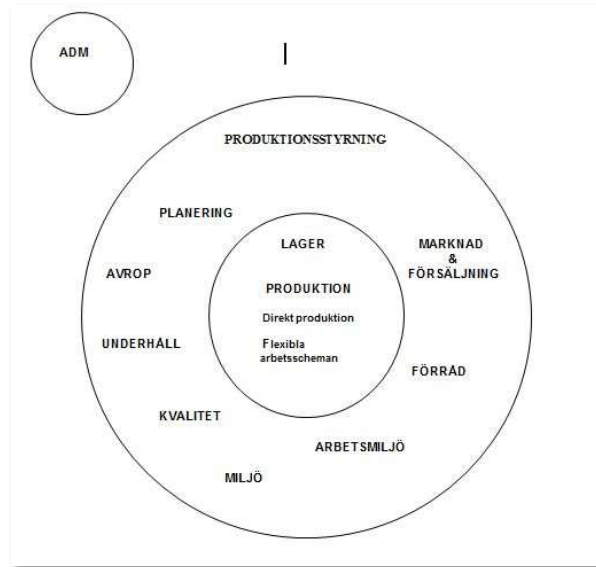 ADM
PRODUKTIONSSTYRNING
PLANERING
LAGER
MARKNAD
&
FÖRSÄLJNING
AVROP
PRODUKTION
Direkt produktion
Flexibla
arbetsscheman
UNDERHÅLL
FÖRRÅD
KVALITET
ARBETSMILJÖ
MILJÖ